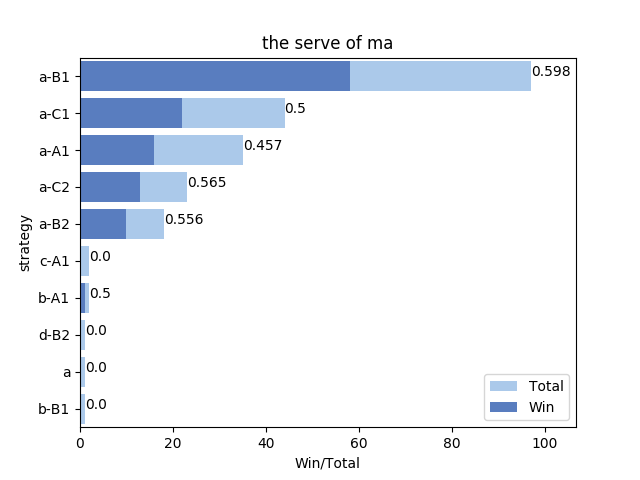 the serve of ma
a-B1 0.598
a-C1 0.5
a-A1 0.457
a-C2 0.565
a-B2 0.556
c-A1 0.0
b-A1 0.5
d-B2 0.0
a 0.0
b-B1 0.0
strategy
Total
Win
0 20 40 60 80 100
Win/Total